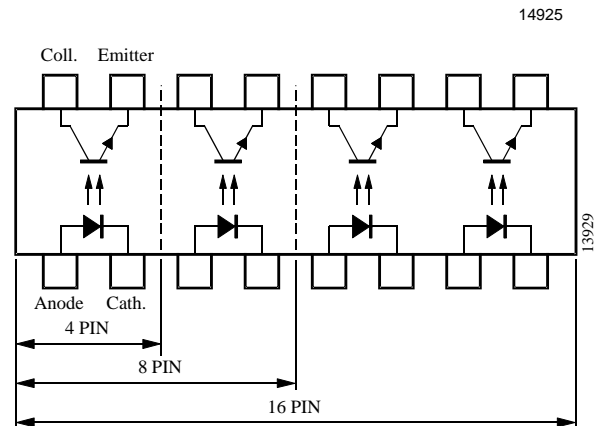 14925
Coll. Emitter
13929
Anode Cath.
4 PIN
8 PIN
16 PIN